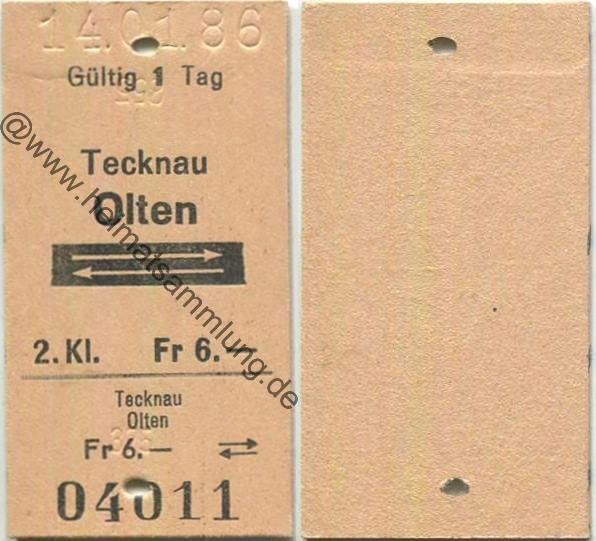 14.01.86
Gültig 1 Tag
Tecknau
Olten
2. Kl. Fr 6.—
Tecknau
Olten
Fr 6.—
04011
@www.heimatsammlung.de